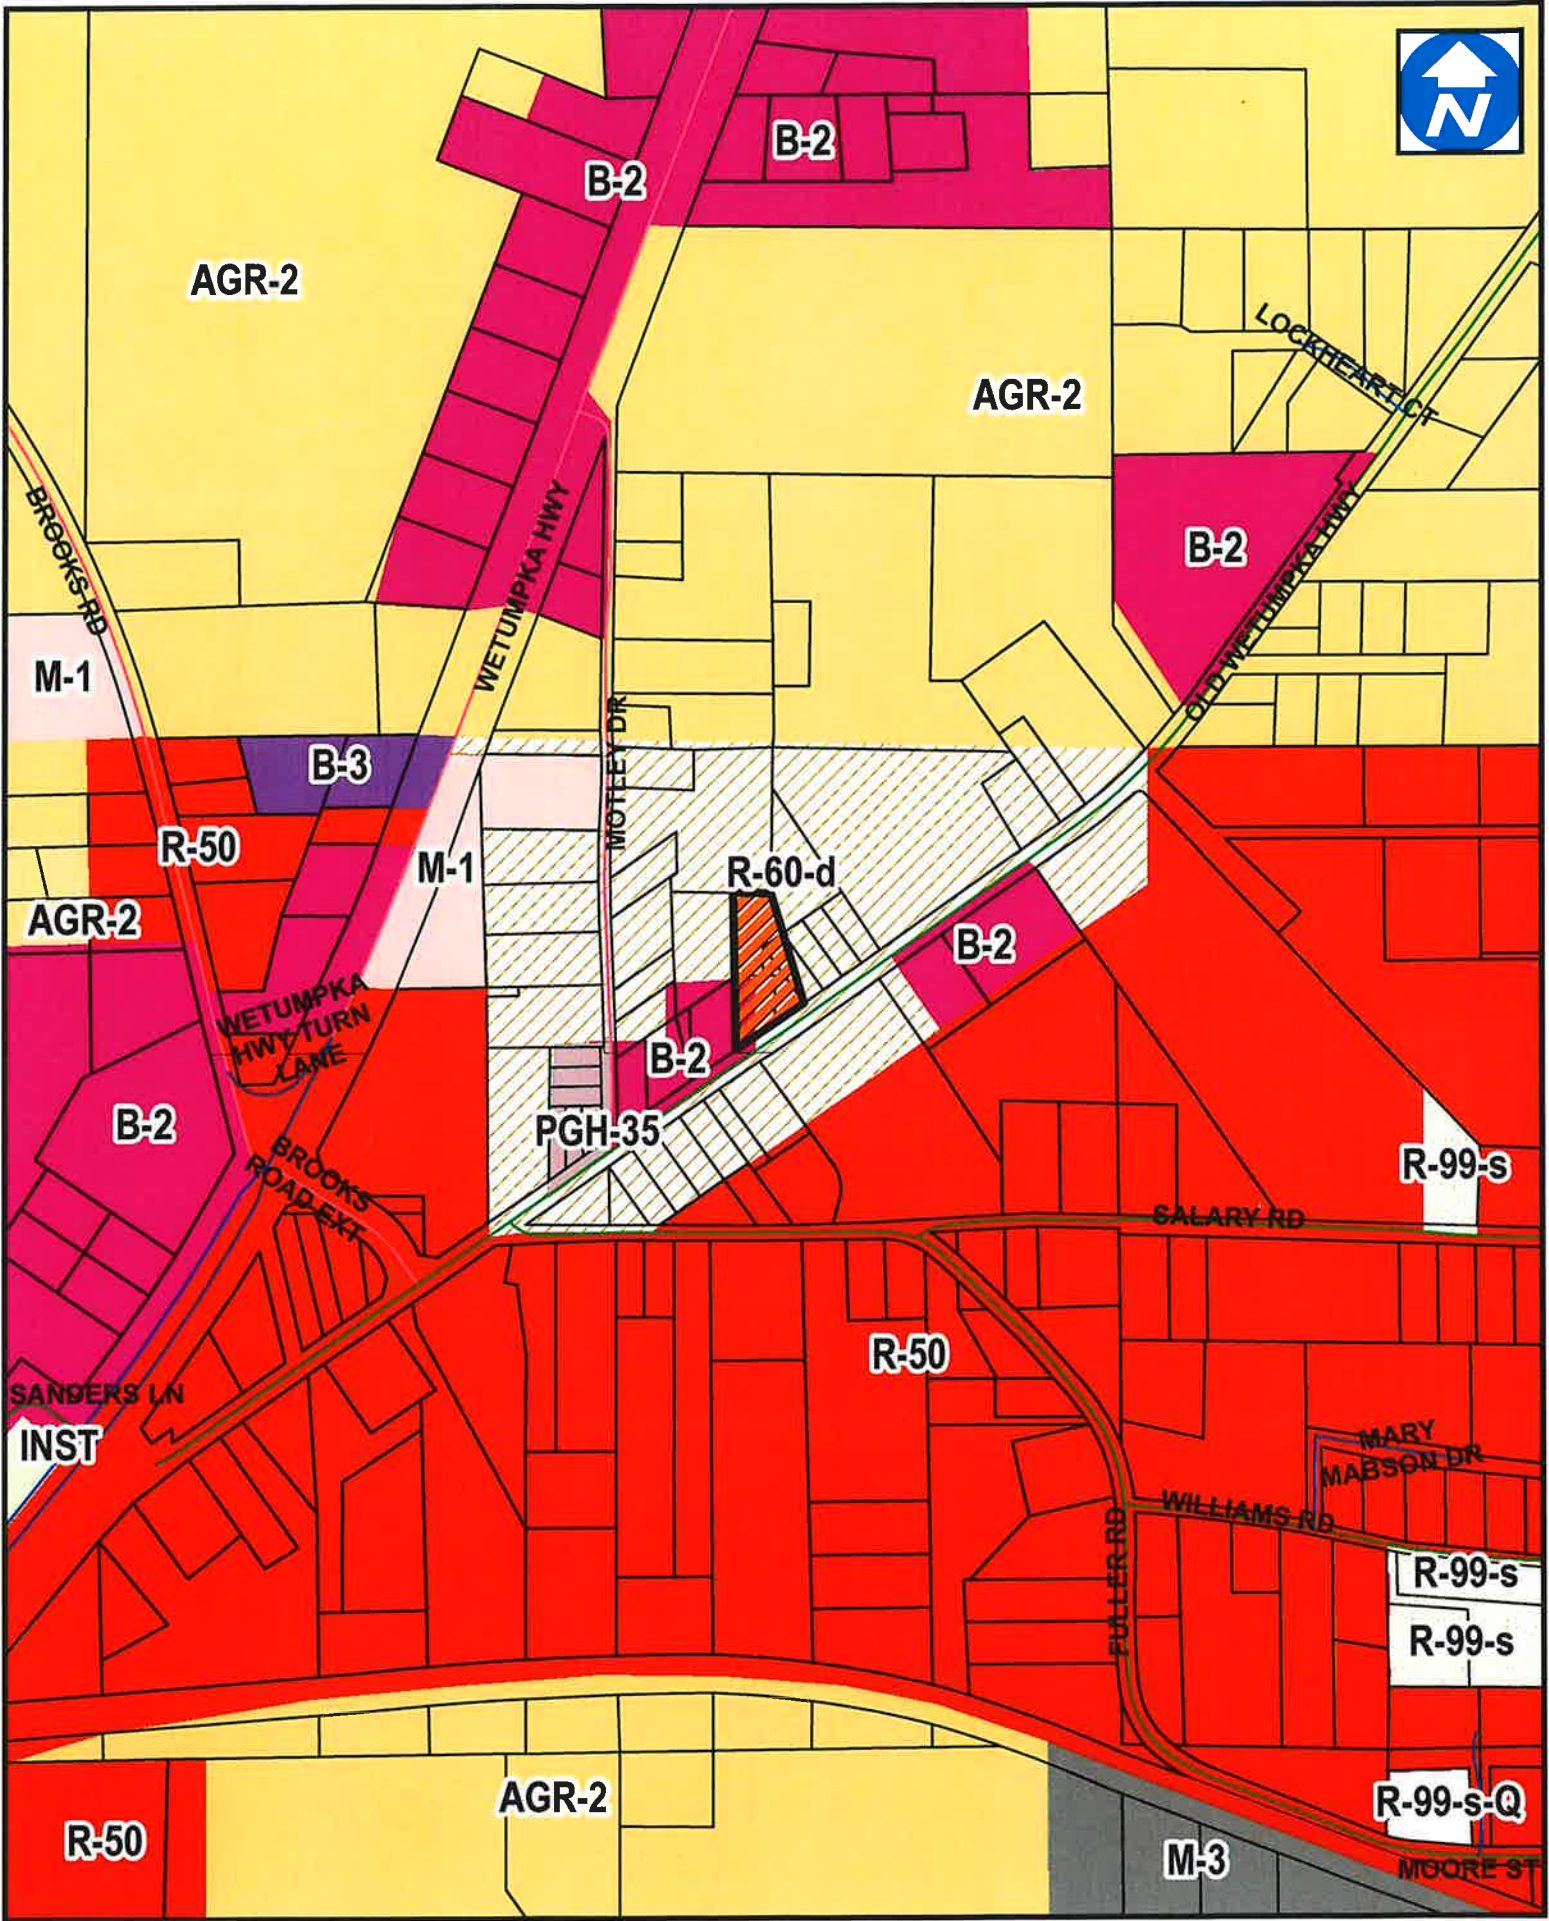 N
B-2
B-2
AGR-2
LOCKHEART CT
AGR-2
BROOKS RD
WETUMPKA HWY
B-2
OLD WETUMPKA HWY
M-1
MOTLEY DR
B-3
R-50
M-1
R-60-d
AGR-2
B-2
WETUMPKA
HWY TURN
LANE
B-2
B-2
PGH-35
BROOKS
ROAD EXT
R-99-s
SALARY RD
R-50
SANDERS LN
INST
MARY
MABSON DR
WILLIAMS RD
FULLER RD
R-99-s
R-99-s
AGR-2
R-99-s-Q
R-50
M-3
MOORE ST